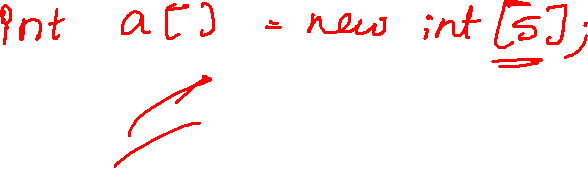 int a[] = new int[5];